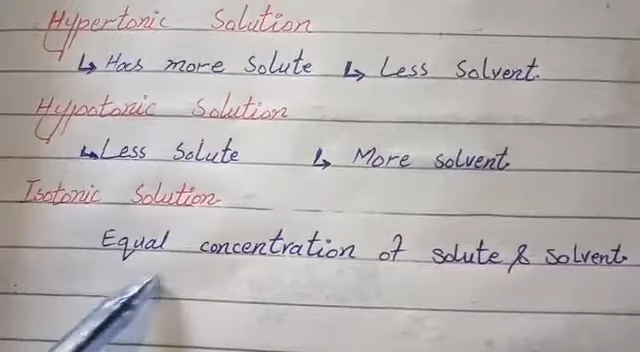 Hypertonic Solution
↳ Has more Solute ↳ Less Solvent.
Hypotonic Solution
↳ Less Solute ↳ More solvent
Isotonic Solution
Equal concentration of solute & solvent.